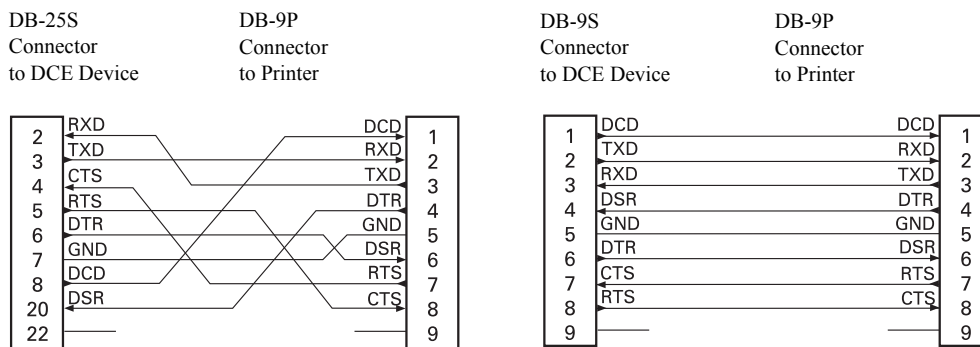 DB-25S DB-9P
Connector Connector
to DCE Device to Printer
2 RXD DCD 1
3 TXD RXD 2
4 CTS TXD 3
5 RTS DTR 4
6 DTR GND 5
7 GND DSR 6
8 DCD RTS 7
20 DSR CTS 8
22 9
DB-9S DB-9P
Connector Connector
to DCE Device to Printer
1 DCD DCD 1
2 TXD RXD 2
3 RXD TXD 3
4 DSR DTR 4
5 GND GND 5
6 DTR DSR 6
7 CTS RTS 7
8 RTS CTS 8
9 9